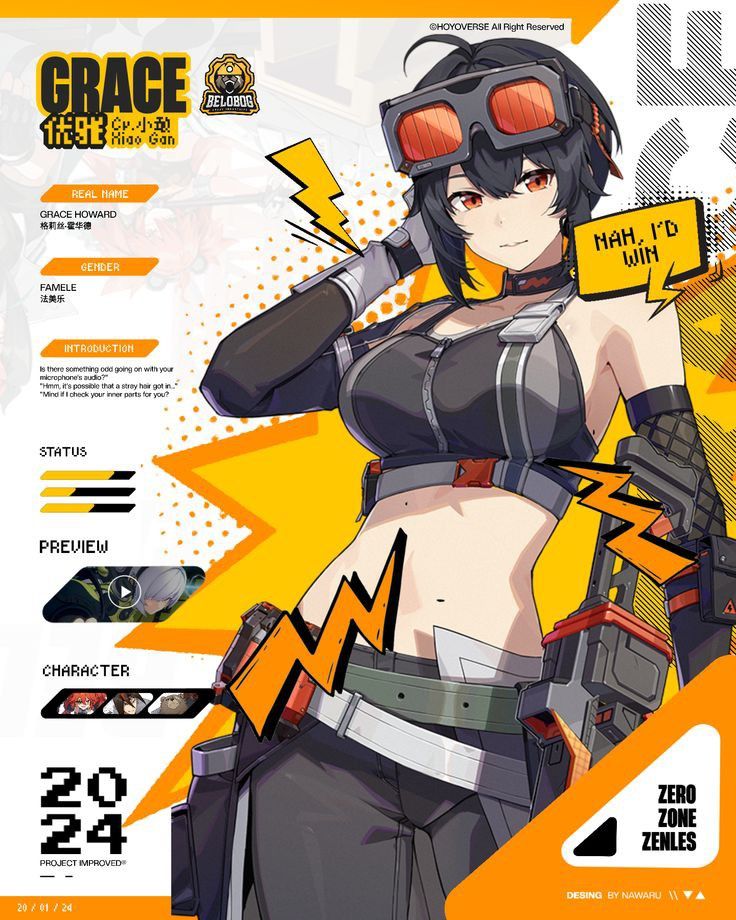 ©HOYOVERSE All Right Reserved
GRACE
BELOBOG
Cp.小
Xiao Gan
REAL NAME
GRACE HOWARD
格莉丝·霍华德
GENDER
FAMELE
法美乐
NAH, I'D
WIN
INTRODUCTION
Is there something odd going on with your
microphone's audio?"
"Hmm, it's possible that a stray hair got in..."
"Mind if I check your inner parts for you?
STATUS
PREVIEW
CHARACTER
20
24
PROJECT IMPROVED®
ZERO
ZONE
ZENLES
DESING BY NAWARU \\ ▼▲
20 / 01 / 24